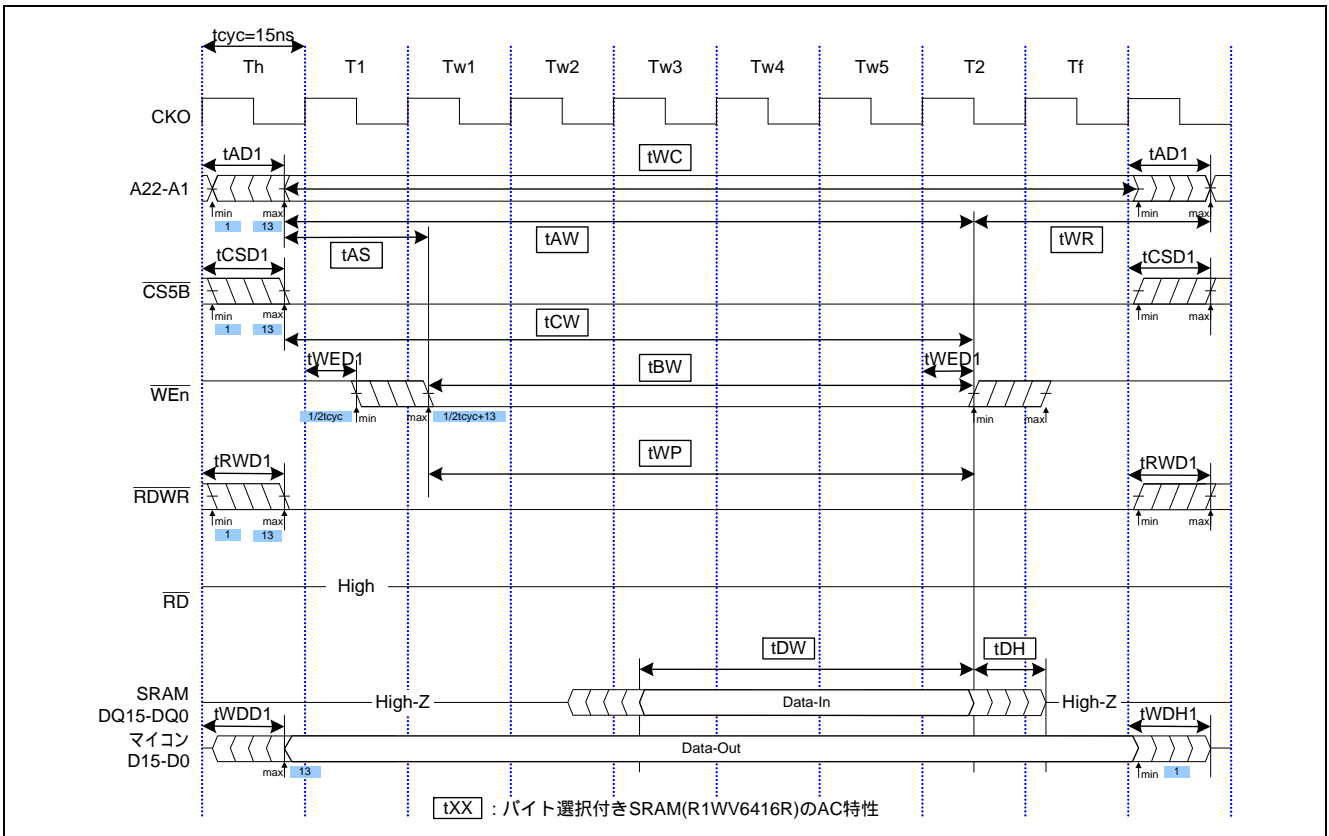 tcyc=15ns
Th T1 Tw1 Tw2 Tw3 Tw4 Tw5 T2 Tf
CKO
tAD1 tWC tAD1
A22-A1
min max min max
1 13
tAW tWR
tAS
tCSD1 tCSD1
CS5B
min max min max
1 13
tCW
tWED1 tBW tWED1
WEn
1/2tcyc min max 1/2tcyc+13 min max
tWP
tRWD1 tRWD1
RDWR
min max min max
1 13
High
RD
tDW tDH
SRAM
DQ15-DQ0
High-Z Data-In High-Z
tWDD1 tWDH1
マイコン
D15-D0
Data-Out
max 13 min 1
tXX : バイト選択付きSRAM(R1WV6416R)のAC特性